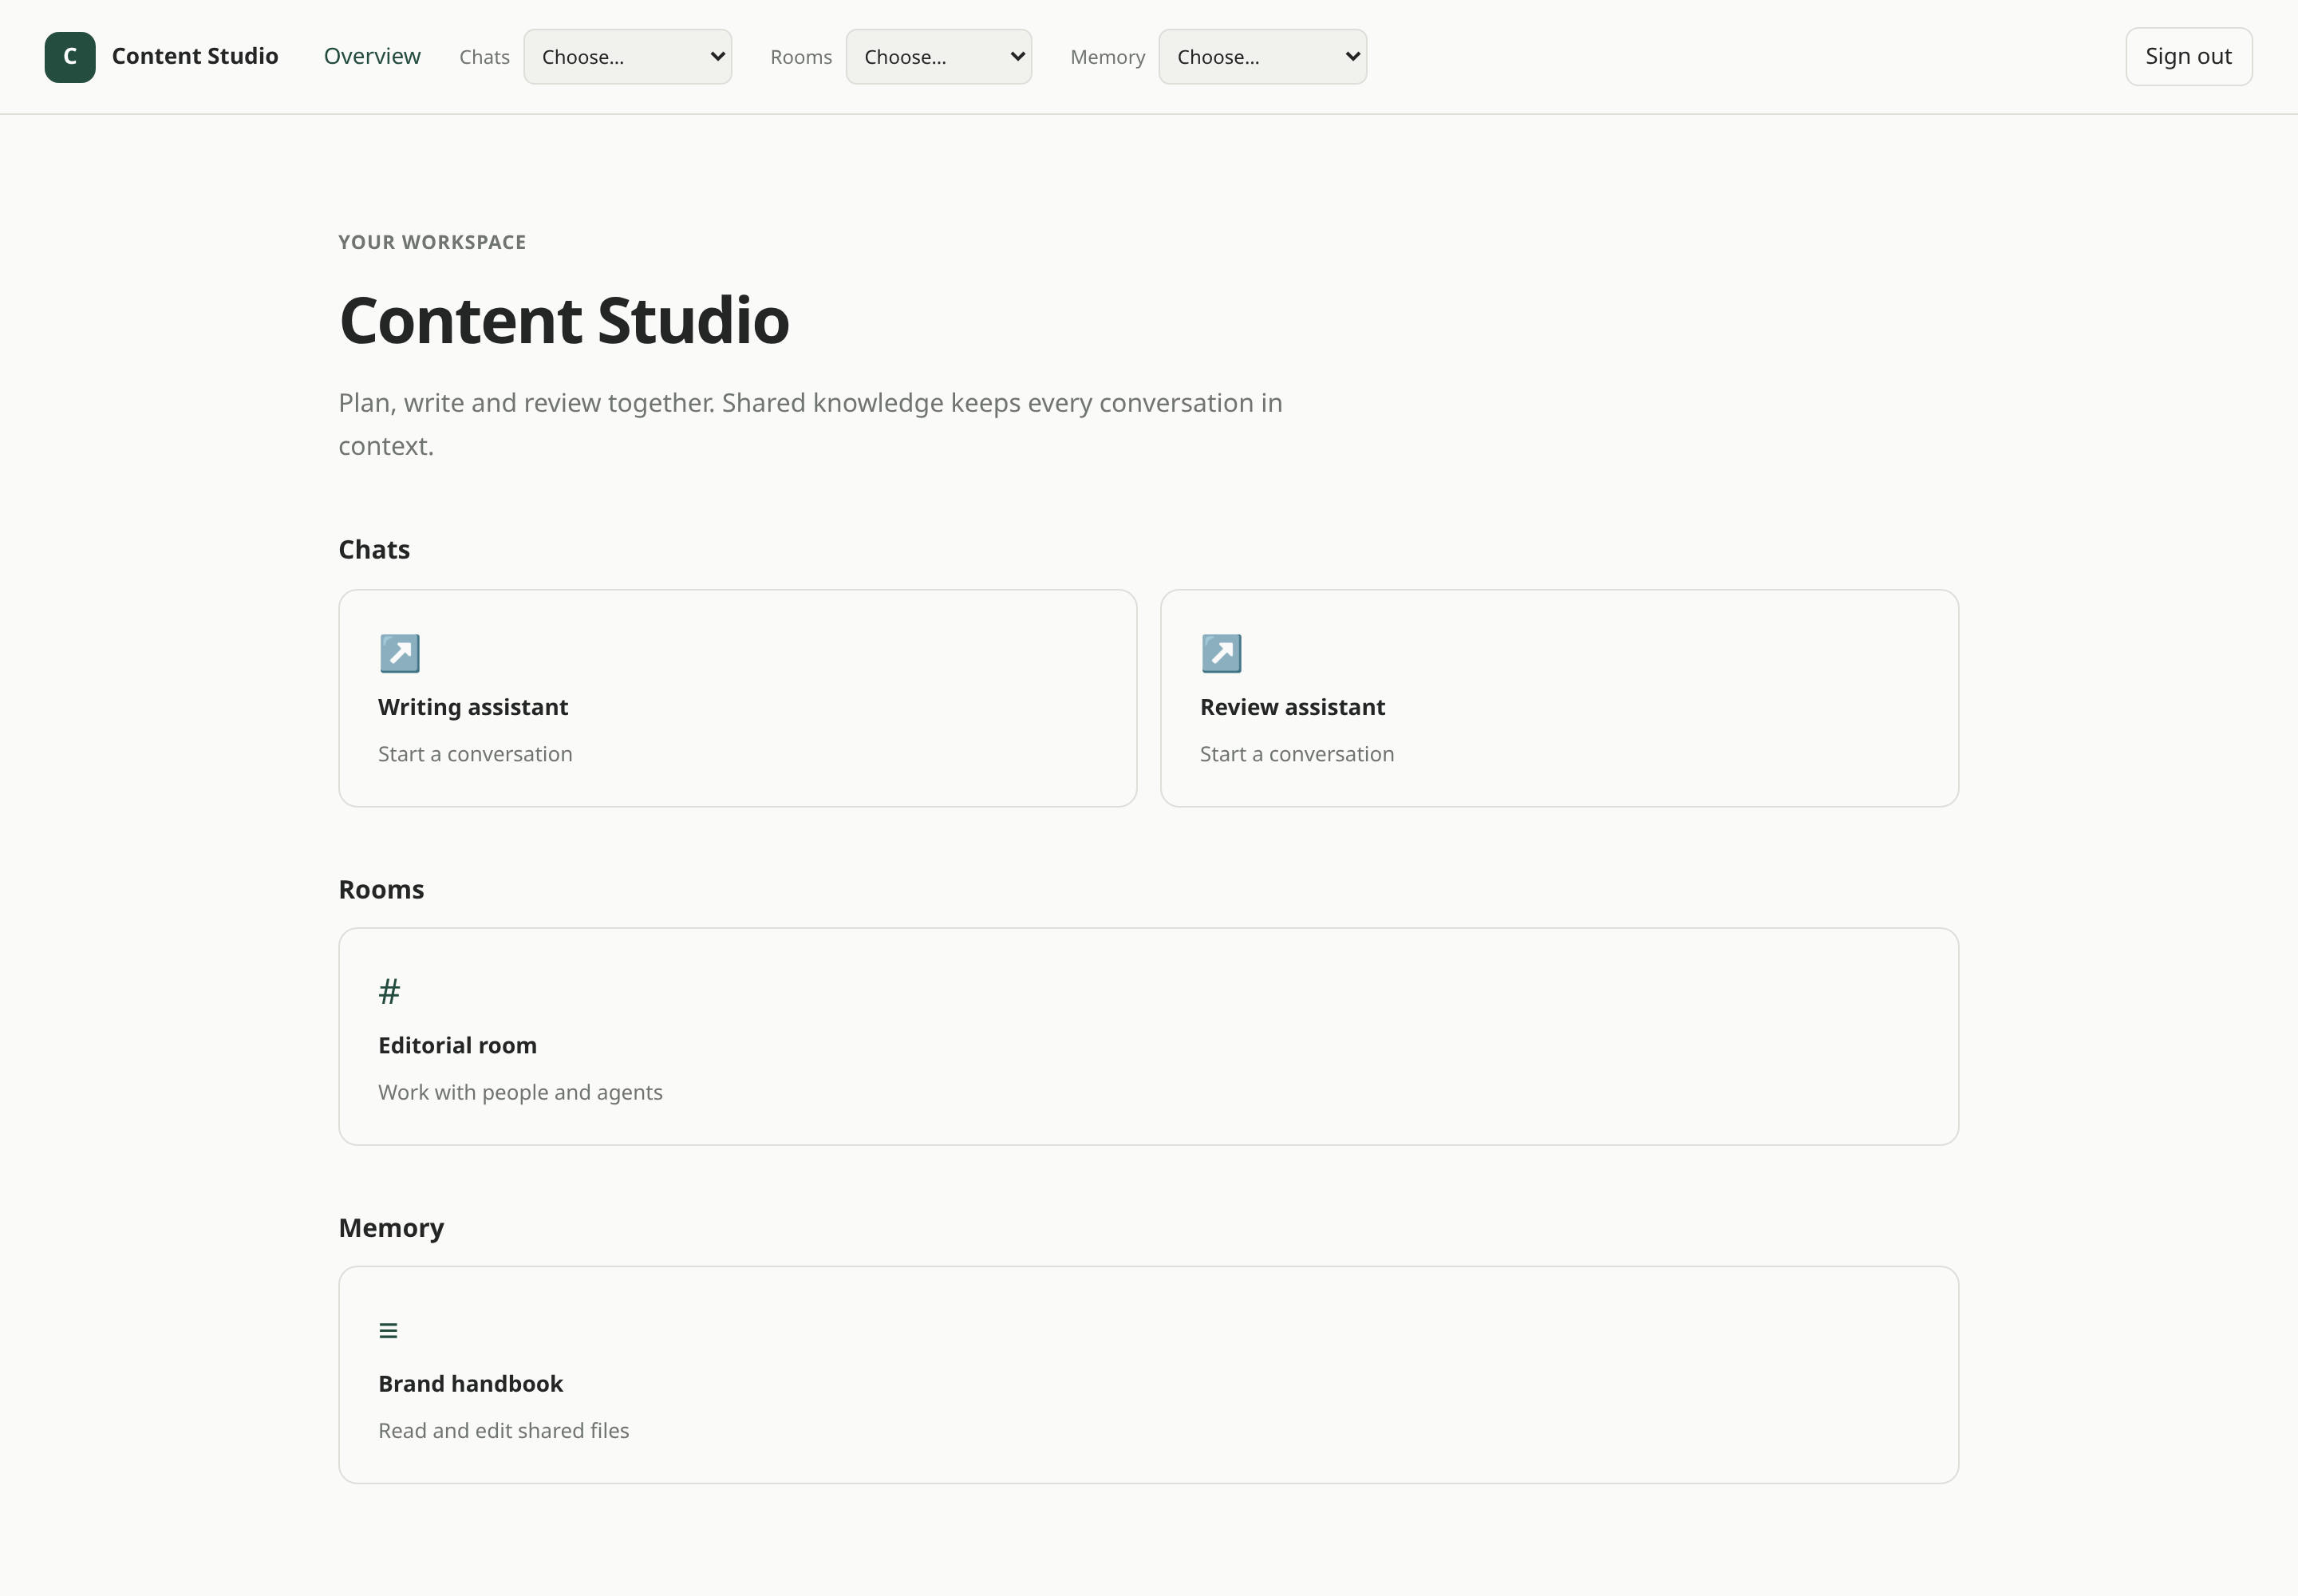 C Content Studio Overview Chats Choose... Rooms Choose... Memory Choose... Sign out
YOUR WORKSPACE
Content Studio
Plan, write and review together. Shared knowledge keeps every conversation in
context.
Chats
Writing assistant
Start a conversation
Review assistant
Start a conversation
Rooms
#
Editorial room
Work with people and agents
Memory
Brand handbook
Read and edit shared files